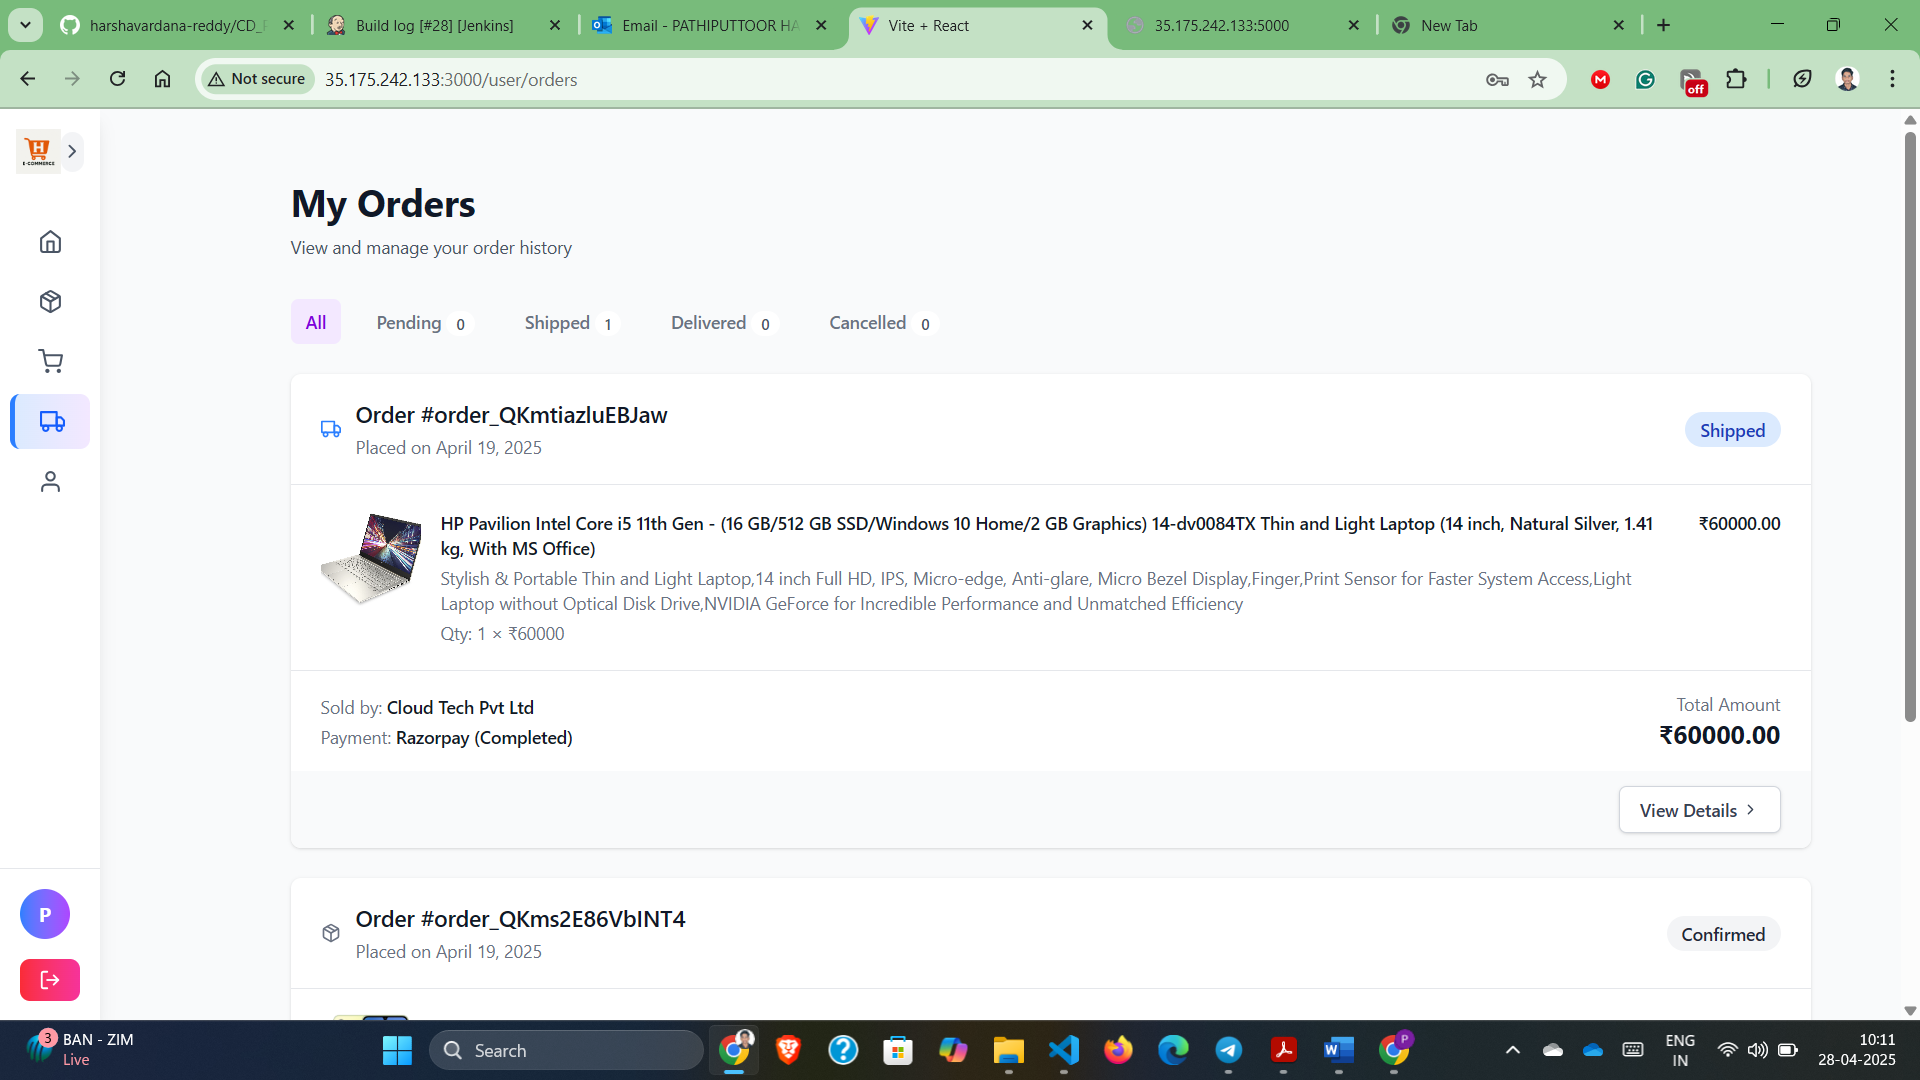 harshavardana-reddy/CD_
Build log [#28] [Jenkins]
Email - PATHIPUTTOOR HA
Vite + React
35.175.242.133:5000
New Tab
Not secure
35.175.242.133:3000/user/orders
off
H
E-COMMERCE
My Orders
View and manage your order history
All
Pending 0
Shipped 1
Delivered 0
Cancelled 0
Order #order_QKmtiazluEBJaw
Placed on April 19, 2025
Shipped
HP Pavilion Intel Core i5 11th Gen - (16 GB/512 GB SSD/Windows 10 Home/2 GB Graphics) 14-dv0084TX Thin and Light Laptop (14 inch, Natural Silver, 1.41
kg, With MS Office)
₹60000.00
Stylish & Portable Thin and Light Laptop,14 inch Full HD, IPS, Micro-edge, Anti-glare, Micro Bezel Display,Finger,Print Sensor for Faster System Access,Light
Laptop without Optical Disk Drive,NVIDIA GeForce for Incredible Performance and Unmatched Efficiency
Qty: 1 × ₹60000
Sold by: Cloud Tech Pvt Ltd
Payment: Razorpay (Completed)
Total Amount
₹60000.00
View Details
Order #order_QKms2E86VbINT4
Placed on April 19, 2025
Confirmed
P
3
BAN - ZIM
Live
Search
P
ENG
IN
10:11
28-04-2025